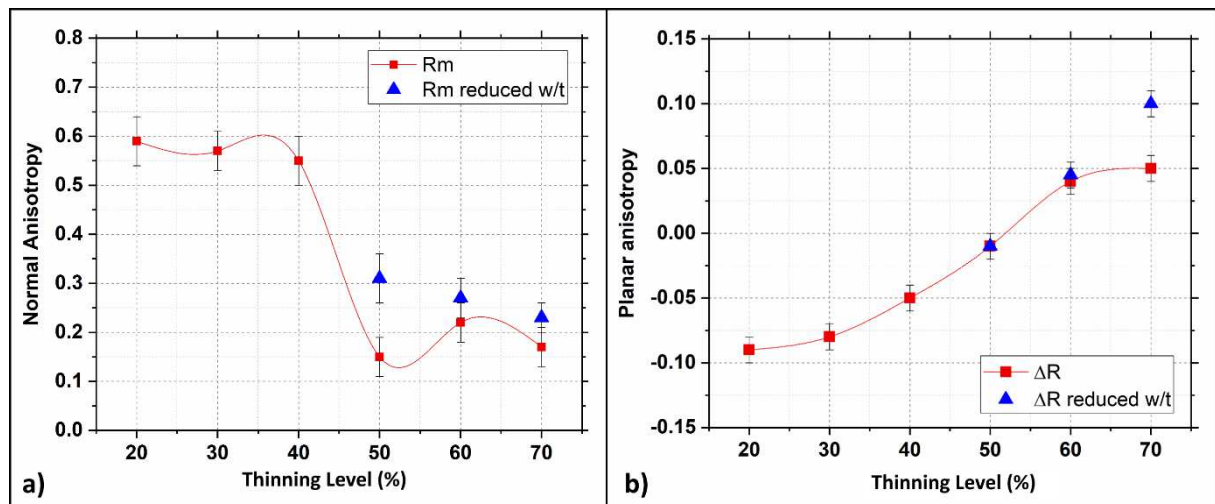 0.8
0.7
0.6
0.5
0.4
0.3
0.2
0.1
0.0
Normal Anisotropy
Rm
Rm reduced w/t
20 30 40 50 60 70
Thinning Level (%)
a)
0.15
0.10
0.05
0.00
-0.05
-0.10
-0.15
Planar anisotropy
ΔR
ΔR reduced w/t
20 30 40 50 60 70
Thinning Level (%)
b)